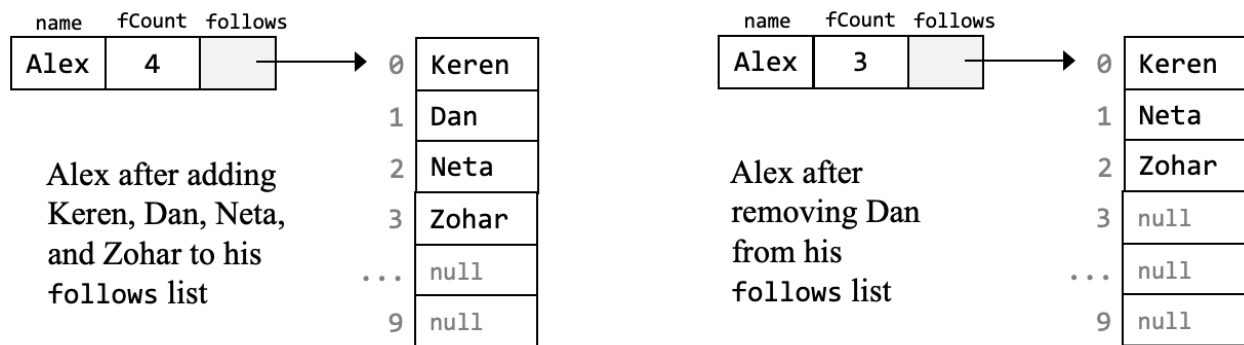 name fCount follows
Alex 4
0 Keren
1 Dan
2 Neta
3 Zohar
... null
9 null
Alex after adding
Keren, Dan, Neta,
and Zohar to his
follows list
name fCount follows
Alex 3
0 Keren
1 Neta
2 Zohar
3 null
... null
9 null
Alex after
removing Dan
from his
follows list